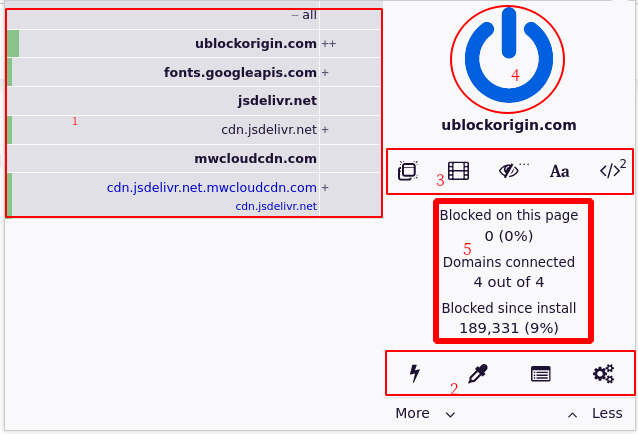 – all
ublockorigin.com ++
fonts.googleapis.com +
jsdelivr.net
1
cdn.jsdelivr.net +
mwcloudcdn.com
cdn.jsdelivr.net.mwcloudcdn.com +
cdn.jsdelivr.net
4
ublockorigin.com
... Aa </> 2
3
Blocked on this page
0 (0%)
5
Domains connected
4 out of 4
Blocked since install
189,331 (9%)
2
More Less